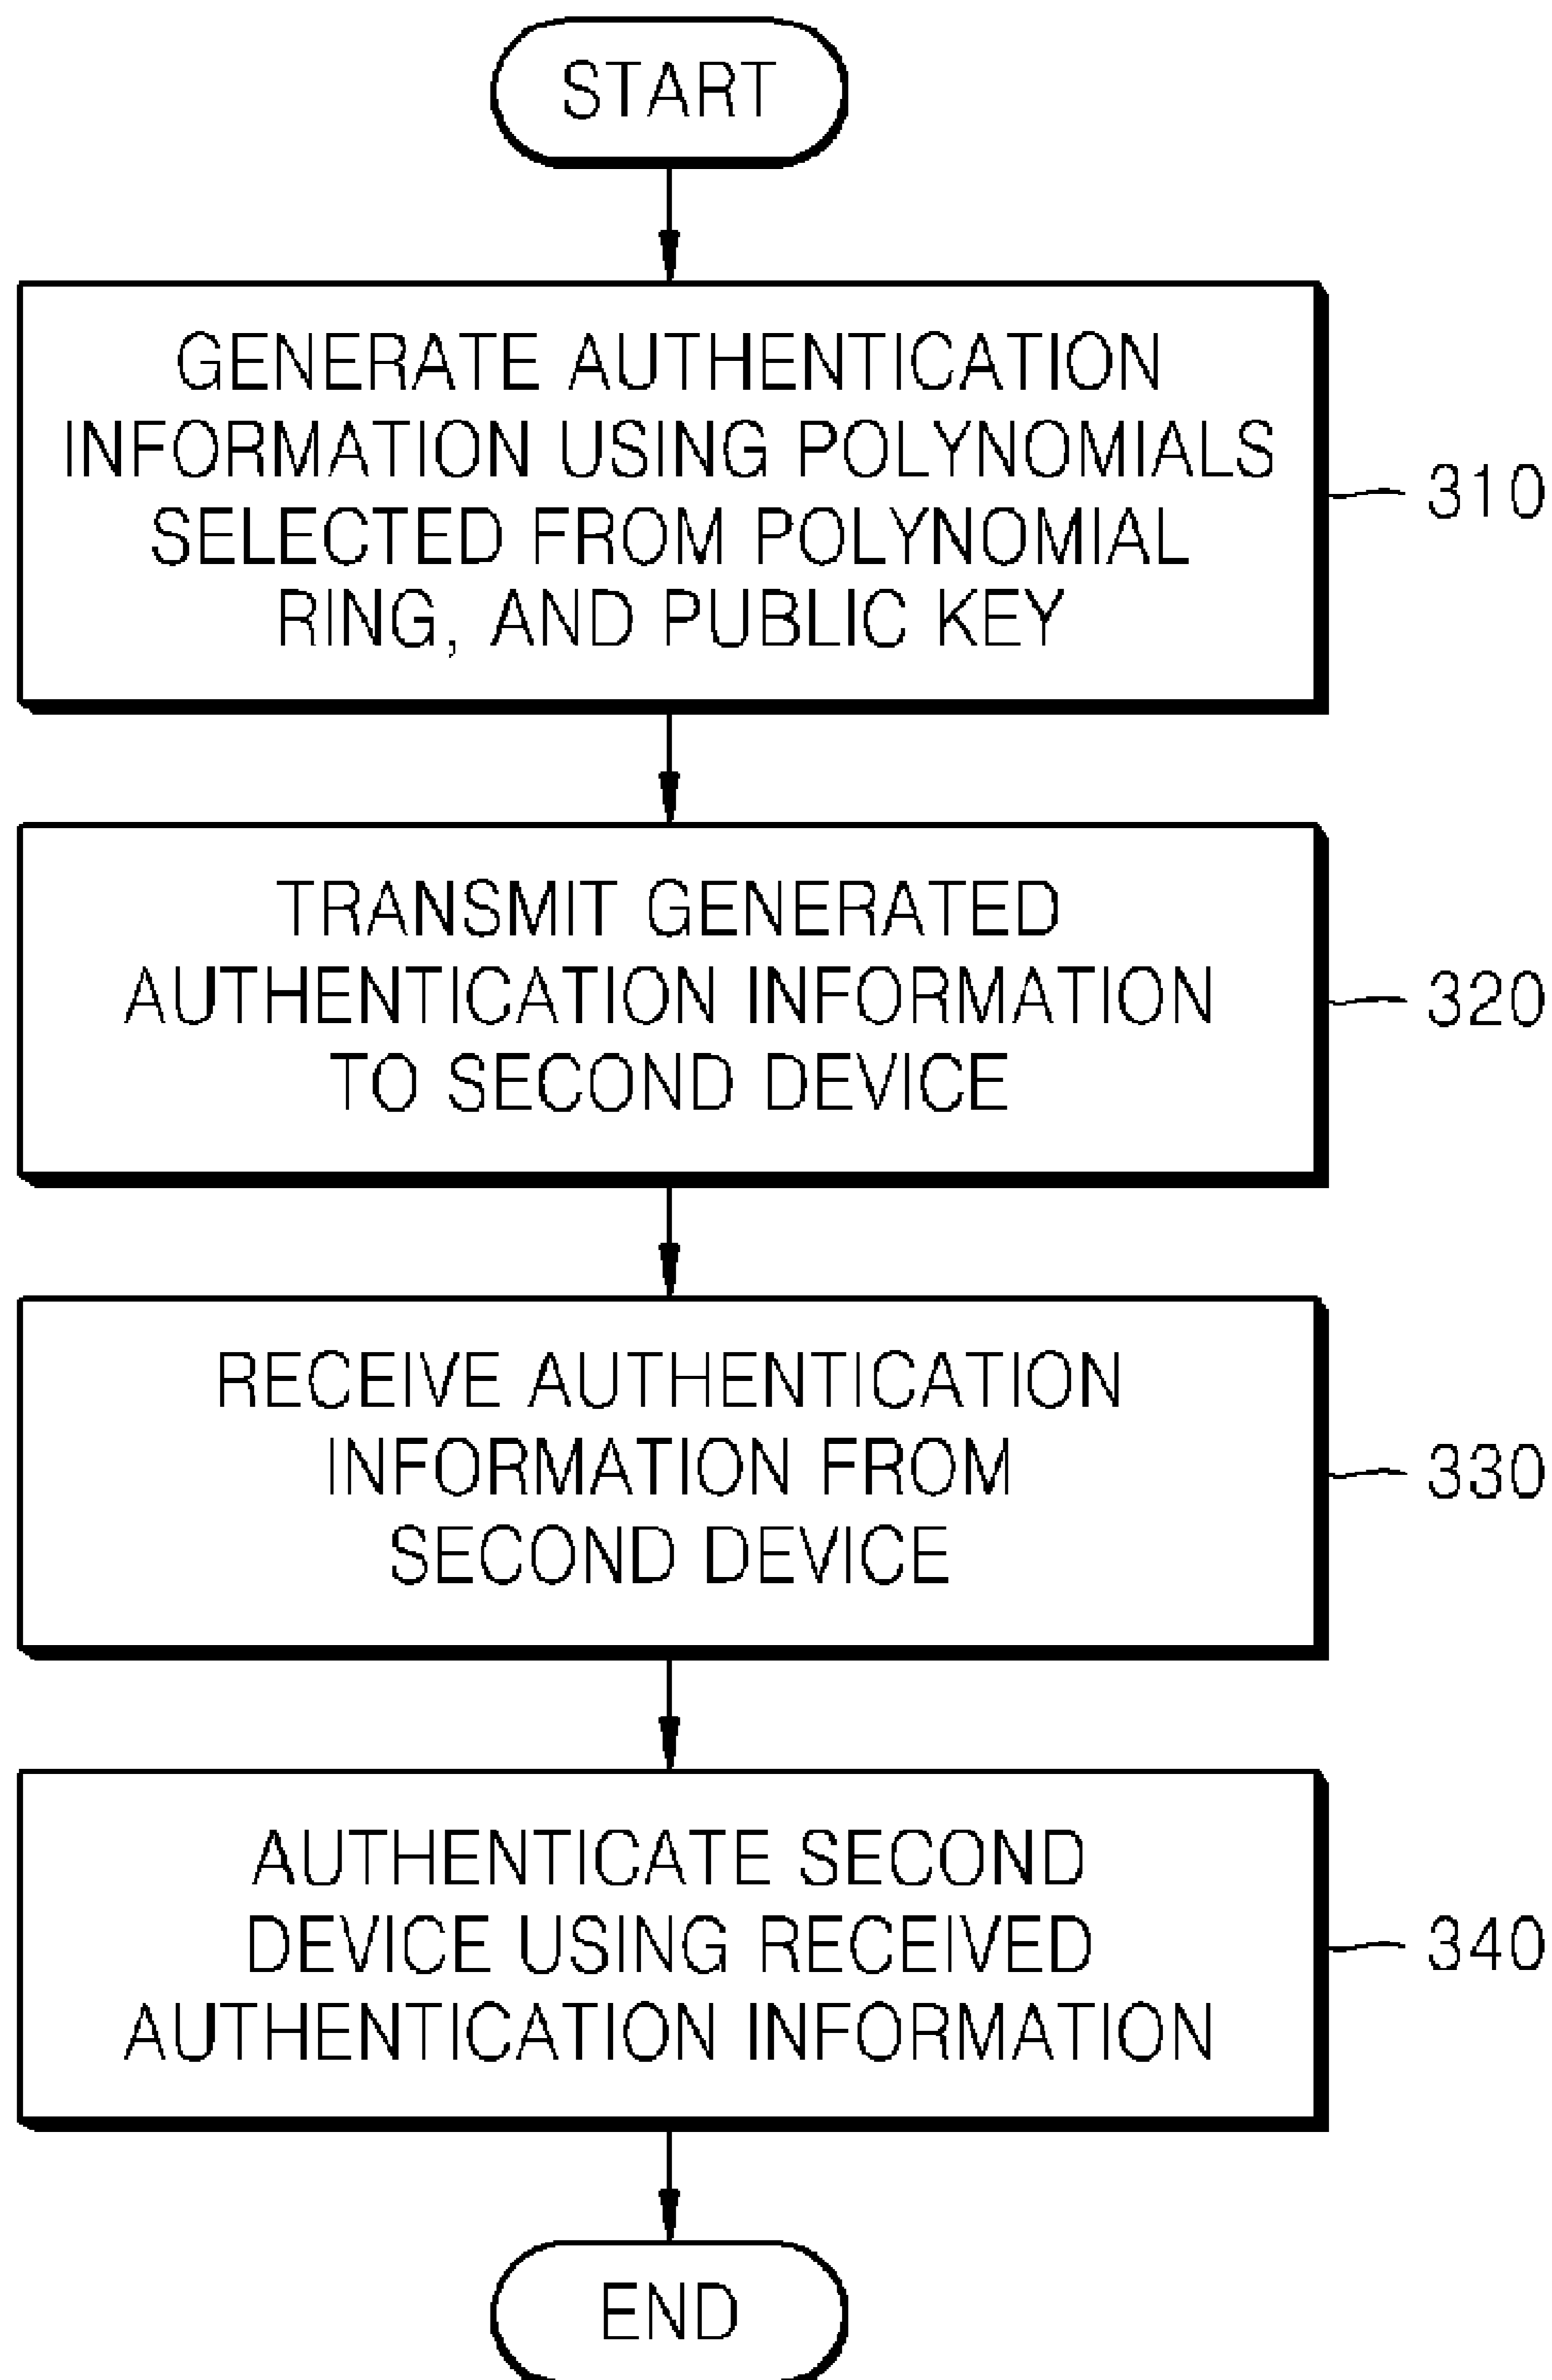 START
GENERATE AUTHENTICATION
INFORMATION USING POLYNOMIALS
SELECTED FROM POLYNOMIAL
RING, AND PUBLIC KEY
310
TRANSMIT GENERATED
AUTHENTICATION INFORMATION
TO SECOND DEVICE
320
RECEIVE AUTHENTICATION
INFORMATION FROM
SECOND DEVICE
330
AUTHENTICATE SECOND
DEVICE USING RECEIVED
AUTHENTICATION INFORMATION
340
END